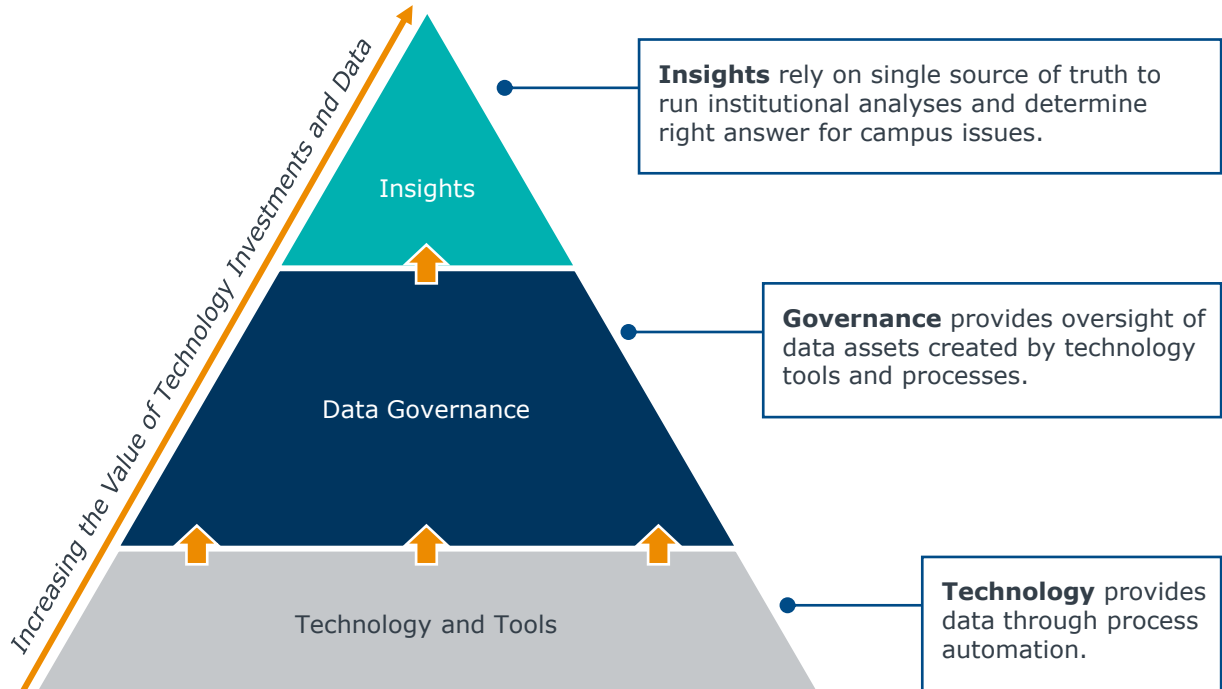 Increasing the Value of Technology Investments and Data
Insights
Insights rely on single source of truth to
run institutional analyses and determine
right answer for campus issues.
Data Governance
Governance provides oversight of
data assets created by technology
tools and processes.
Technology and Tools
Technology provides
data through process
automation.